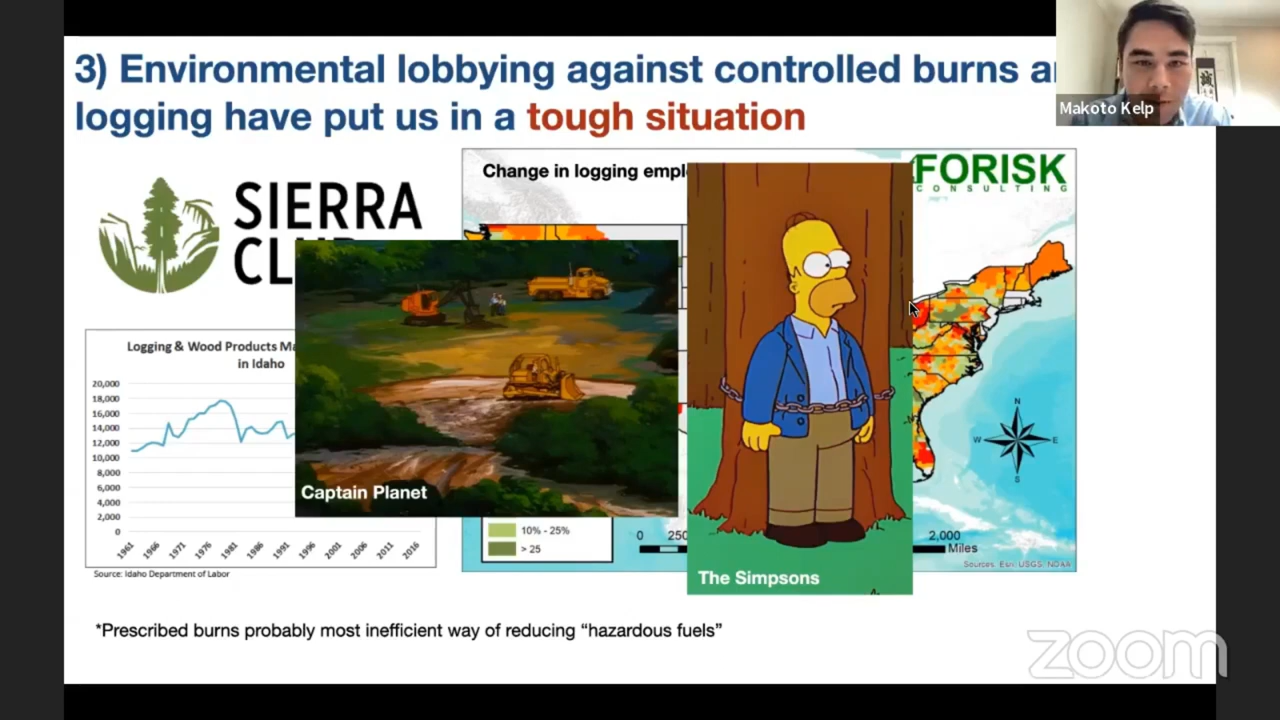 3) Environmental lobbying against controlled burns
logging have put us in a tough situation
Makoto Kelp
SIERRA
Change in logging
FORISK
CONSULTING
Logging & Wood Products
in Idaho
20,000
18,000
16,000
14,000
12,000
10,000
8,000
6,000
4,000
2,000
0
1961
1966
1971
1976
1981
1986
1991
1996
2001
2006
2011
2016
Source: Idaho Department of Labor
Captain Planet
10% - 25%
> 25
0
250
2,000
Miles
Sources: Esri, USGS, NOAA
N
W
E
S
The Simpsons
*Prescribed burns probably most inefficient way of reducing “hazardous fuels”
zoom